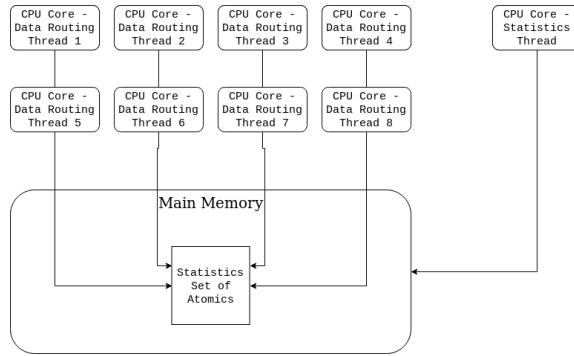 CPU Core -
Data Routing
Thread 1
CPU Core -
Data Routing
Thread 2
CPU Core -
Data Routing
Thread 3
CPU Core -
Data Routing
Thread 4
CPU Core -
Statistics
Thread
CPU Core -
Data Routing
Thread 5
CPU Core -
Data Routing
Thread 6
CPU Core -
Data Routing
Thread 7
CPU Core -
Data Routing
Thread 8
Main Memory
Statistics
Set of
Atomics